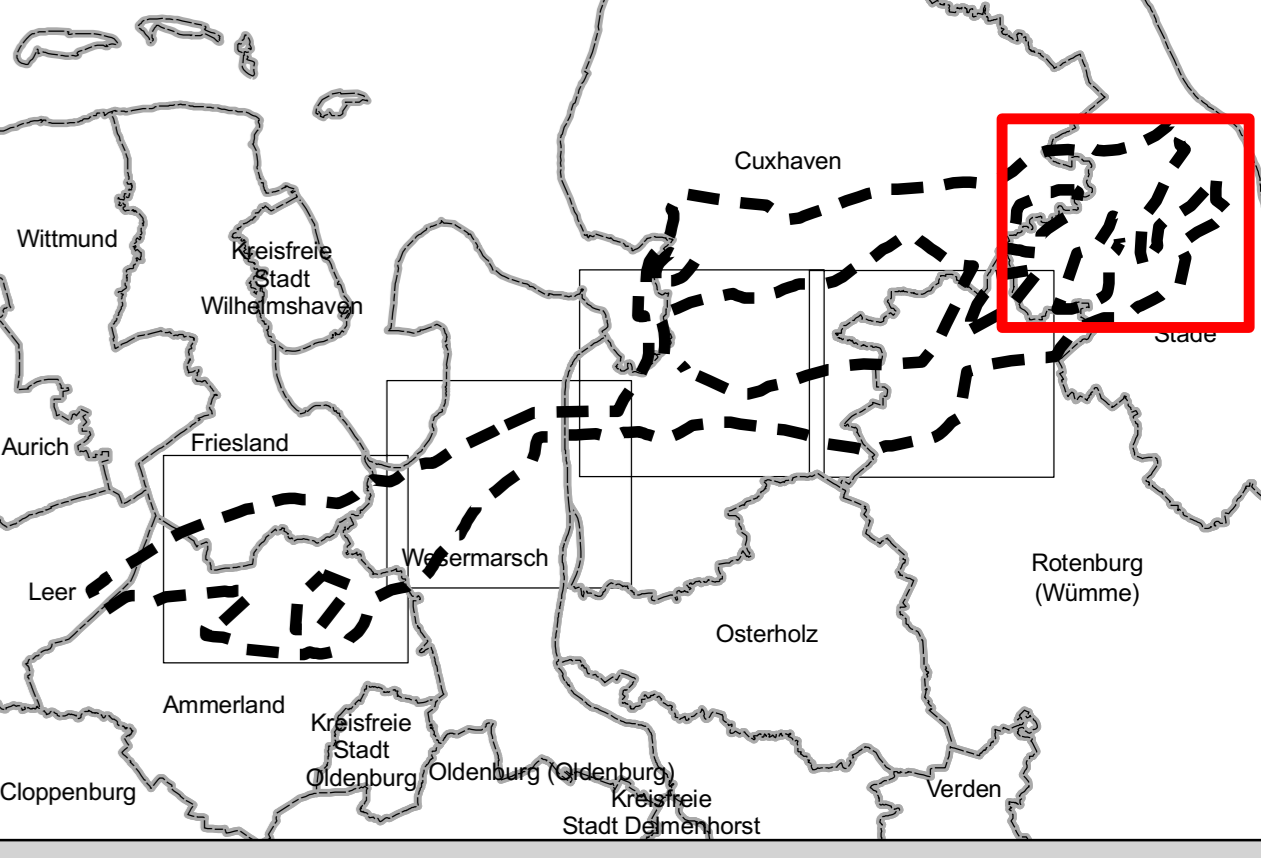 Cuxhaven
Wittmund
Kreisfreie
Stadt
Wilhelmshaven
Stade
Aurich
Friesland
Wesermarsch
Rotenburg
(Wümme)
Leer
Osterholz
Ammerland
Kreisfreie
Stadt
Oldenburg
Oldenburg (Oldenburg)
Cloppenburg
Verden
Kreisfreie
Stadt Delmenhorst